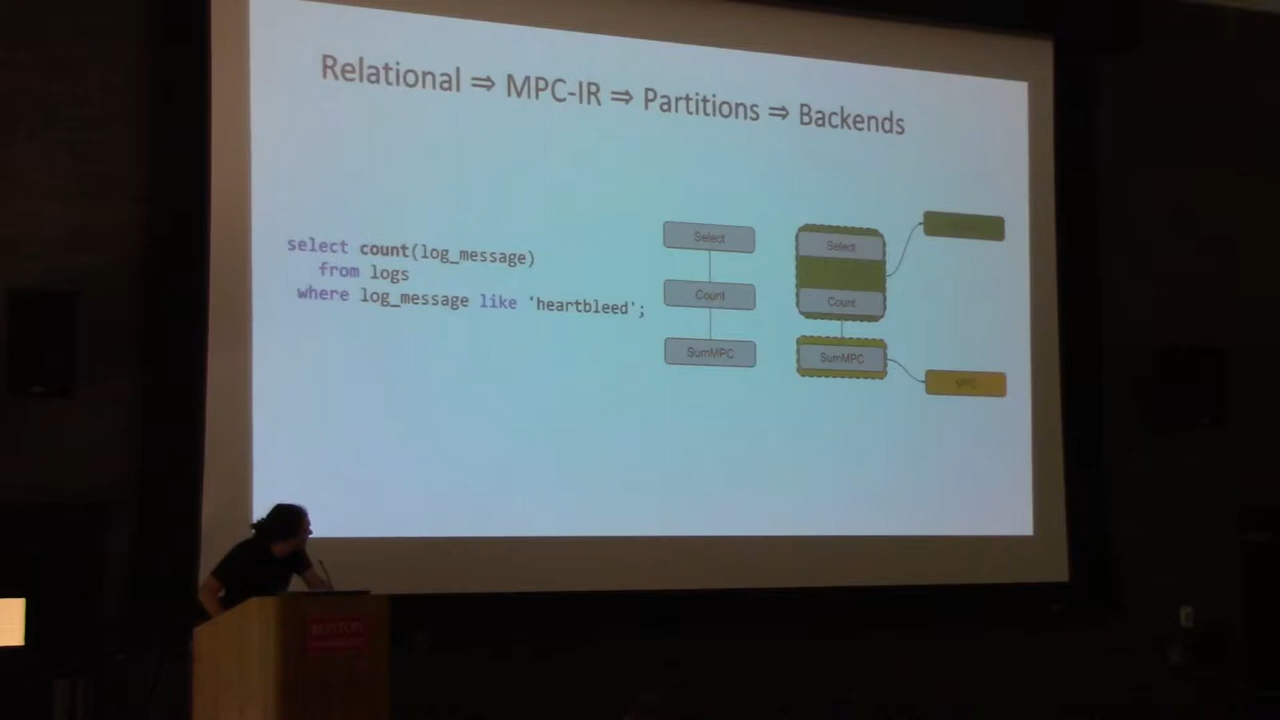 Relational ⇒ MPC-IR ⇒ Partitions ⇒ Backends
select count(log_message)
from logs
where log_message like 'heartbleed';
Select
Count
SumMPC
Select
Count
SumMPC
MPC
BOSTON